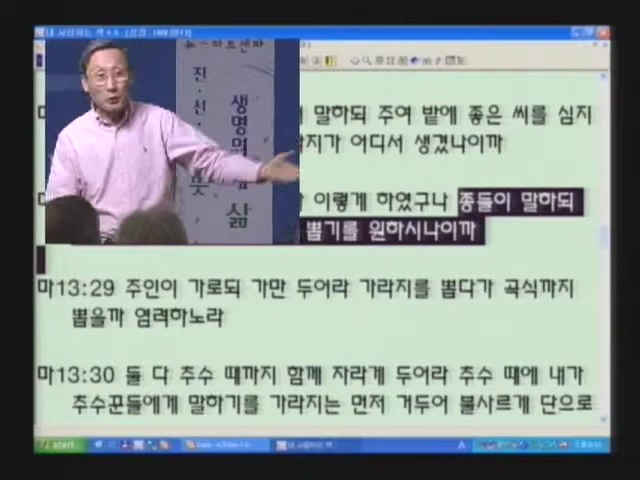 진·선
생명의
삶
말하되 주여 밭에 좋은 씨를 심지
라지가 어디서 생겼나이까
이렇게 하였구나 종들이 말하되
뽑기를 원하시나이까
마13:29 주인이 가로되 가만 두어라 가라지를 뽑다가 곡식까지
뽑을까 염려하노라
마13:30 둘 다 추수 때까지 함께 자라게 두어라 추수 때에 내가
추수꾼들에게 말하기를 가라지는 먼저 거두어 불사르게 단으로
start